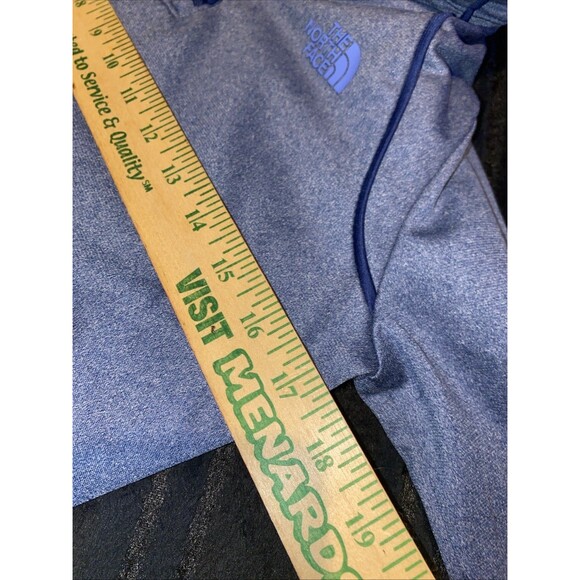 THE
NORTH
FACE
8
9
10
11
12
13
14
15
16
17
18
19
to Service & Quality℠
VISIT MENARDS